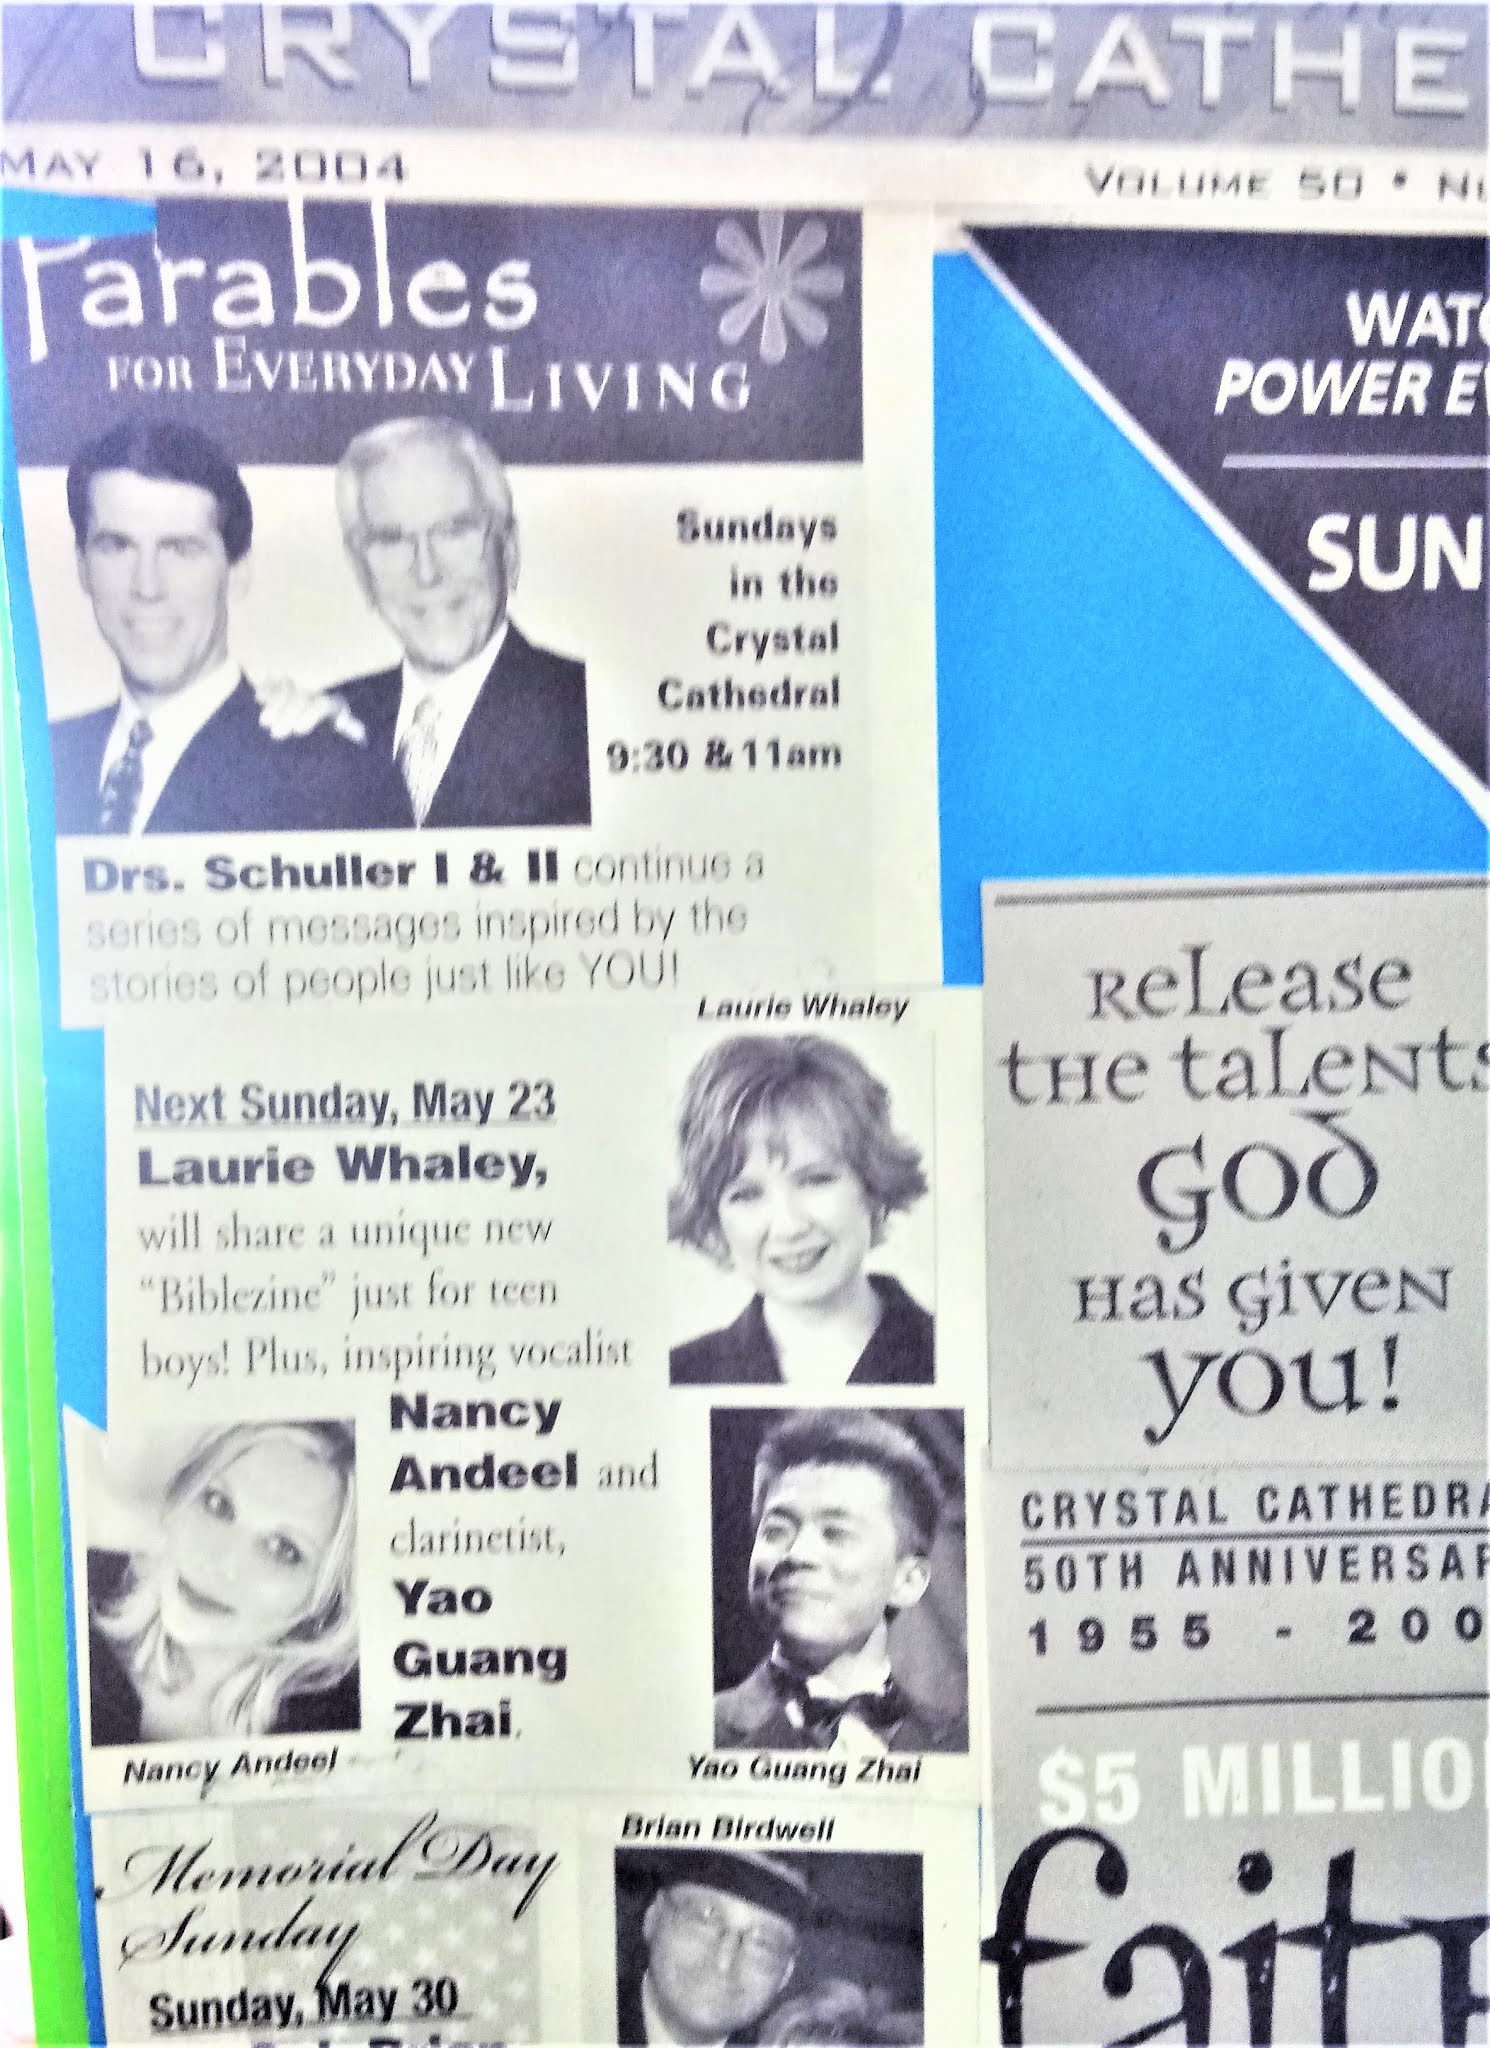 CRYSTAL CATHE
MAY 16, 2004
VOLUME 50 •
Parables
FOR EVERYDAY LIVING
Sundays
in the
Crystal
Cathedral
9:30 & 11am
Drs. Schuller I & II continue a
series of messages inspired by the
stories of people just like YOU!
Laurie Whaley
Next Sunday, May 23
Laurie Whaley,
will share a unique new
"Biblezine" just for teen
boys! Plus, inspiring vocalist
Nancy
Andeel and
clarinetist,
Yao
Guang
Zhai.
Nancy Andeel
Yao Guang Zhai
Memorial Day
Sunday
Sunday, May 30
Brian Birdwell
WATC
POWER EV
SUN
Release
the talents
God
has given
you!
CRYSTAL CATHEDRA
50TH ANNIVERSAR
1955 - 200
$5 MILLIO
faith